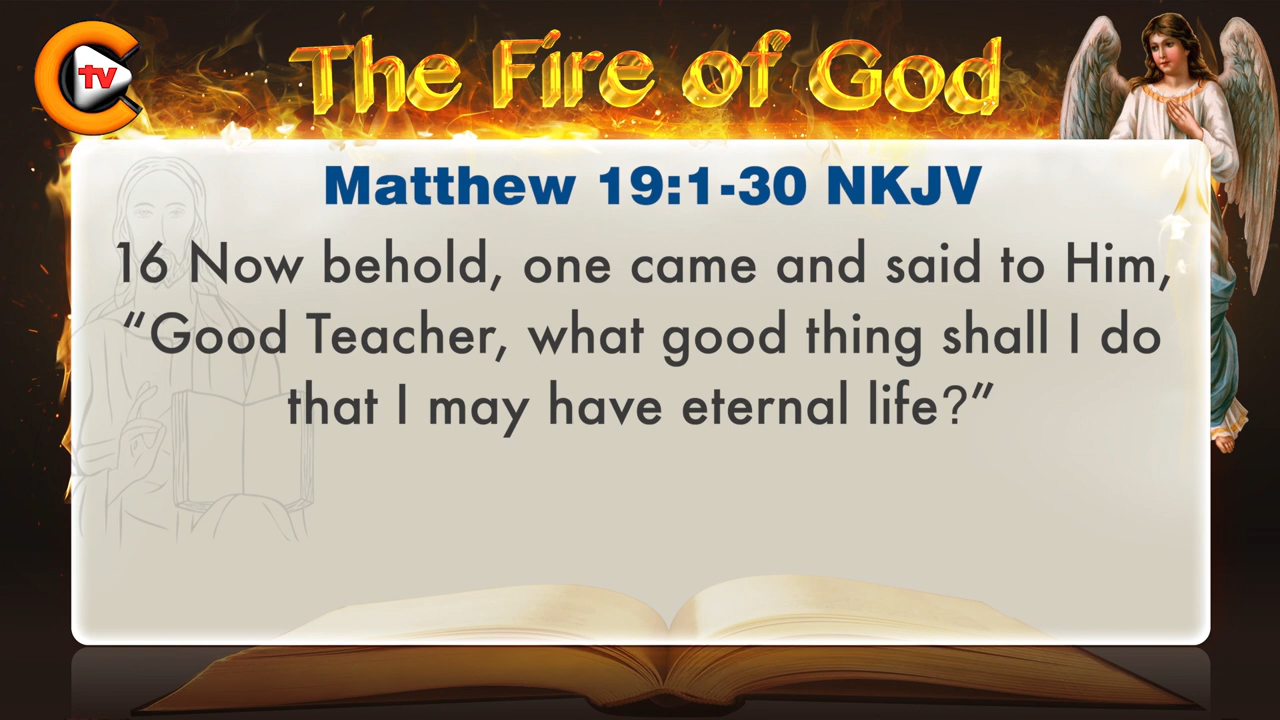 tv
The Fire of God
Matthew 19:1-30 NKJV
16 Now behold, one came and said to Him,
“Good Teacher, what good thing shall I do
that I may have eternal life?”